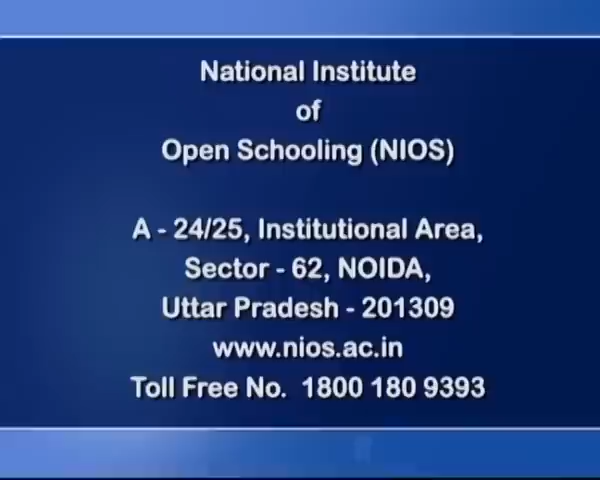 National Institute
of
Open Schooling (NIOS)
A - 24/25, Institutional Area,
Sector - 62, NOIDA,
Uttar Pradesh - 201309
www.nios.ac.in
Toll Free No. 1800 180 9393